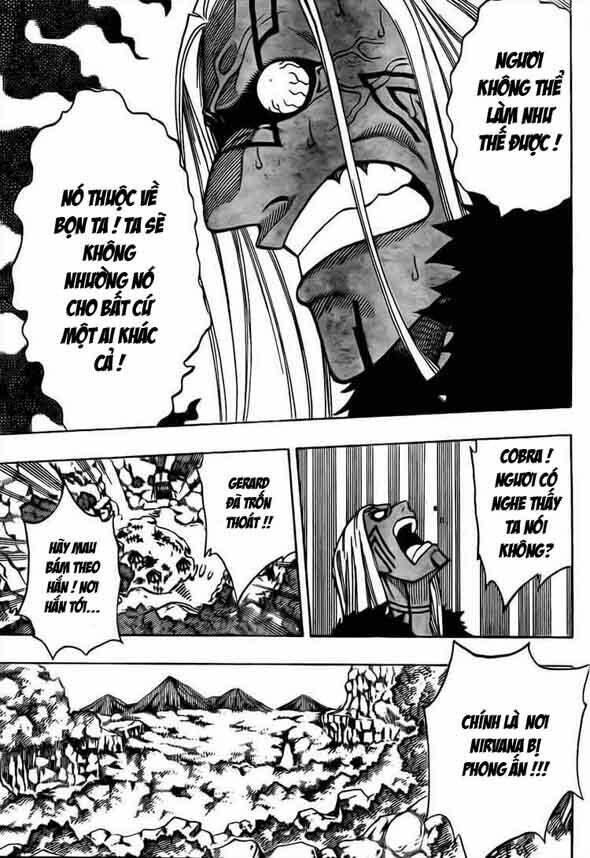 NGƯƠI
KHÔNG THỂ
LÀM NHƯ
THẾ ĐƯỢC !
NÓ THUỘC VỀ
BỌN TA ! TA SẼ
KHÔNG
NHƯỜNG NÓ
CHO BẤT CỨ
MỘT AI KHÁC
CẢ !
COBRA !
NGƯƠI CÓ
NGHE THẤY
TA NÓI
KHÔNG?
GERARD
ĐÃ TRỐN
THOÁT !!
HÃY MAU
BÁM THEO
HẮN ! NƠI
HẮN TỚI...
CHÍNH LÀ NƠI
NIRVANA BỊ
PHONG ẤN !!!